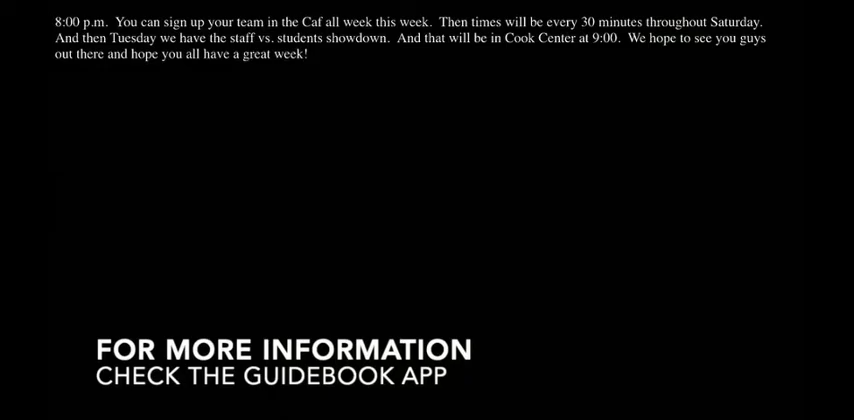 8:00 p.m.  You can sign up your team in the Caf all week this week.  Then times will be every 30 minutes throughout Saturday.
And then Tuesday we have the staff vs. students showdown.  And that will be in Cook Center at 9:00.  We hope to see you guys
out there and hope you all have a great week!
FOR MORE INFORMATION
CHECK THE GUIDEBOOK APP